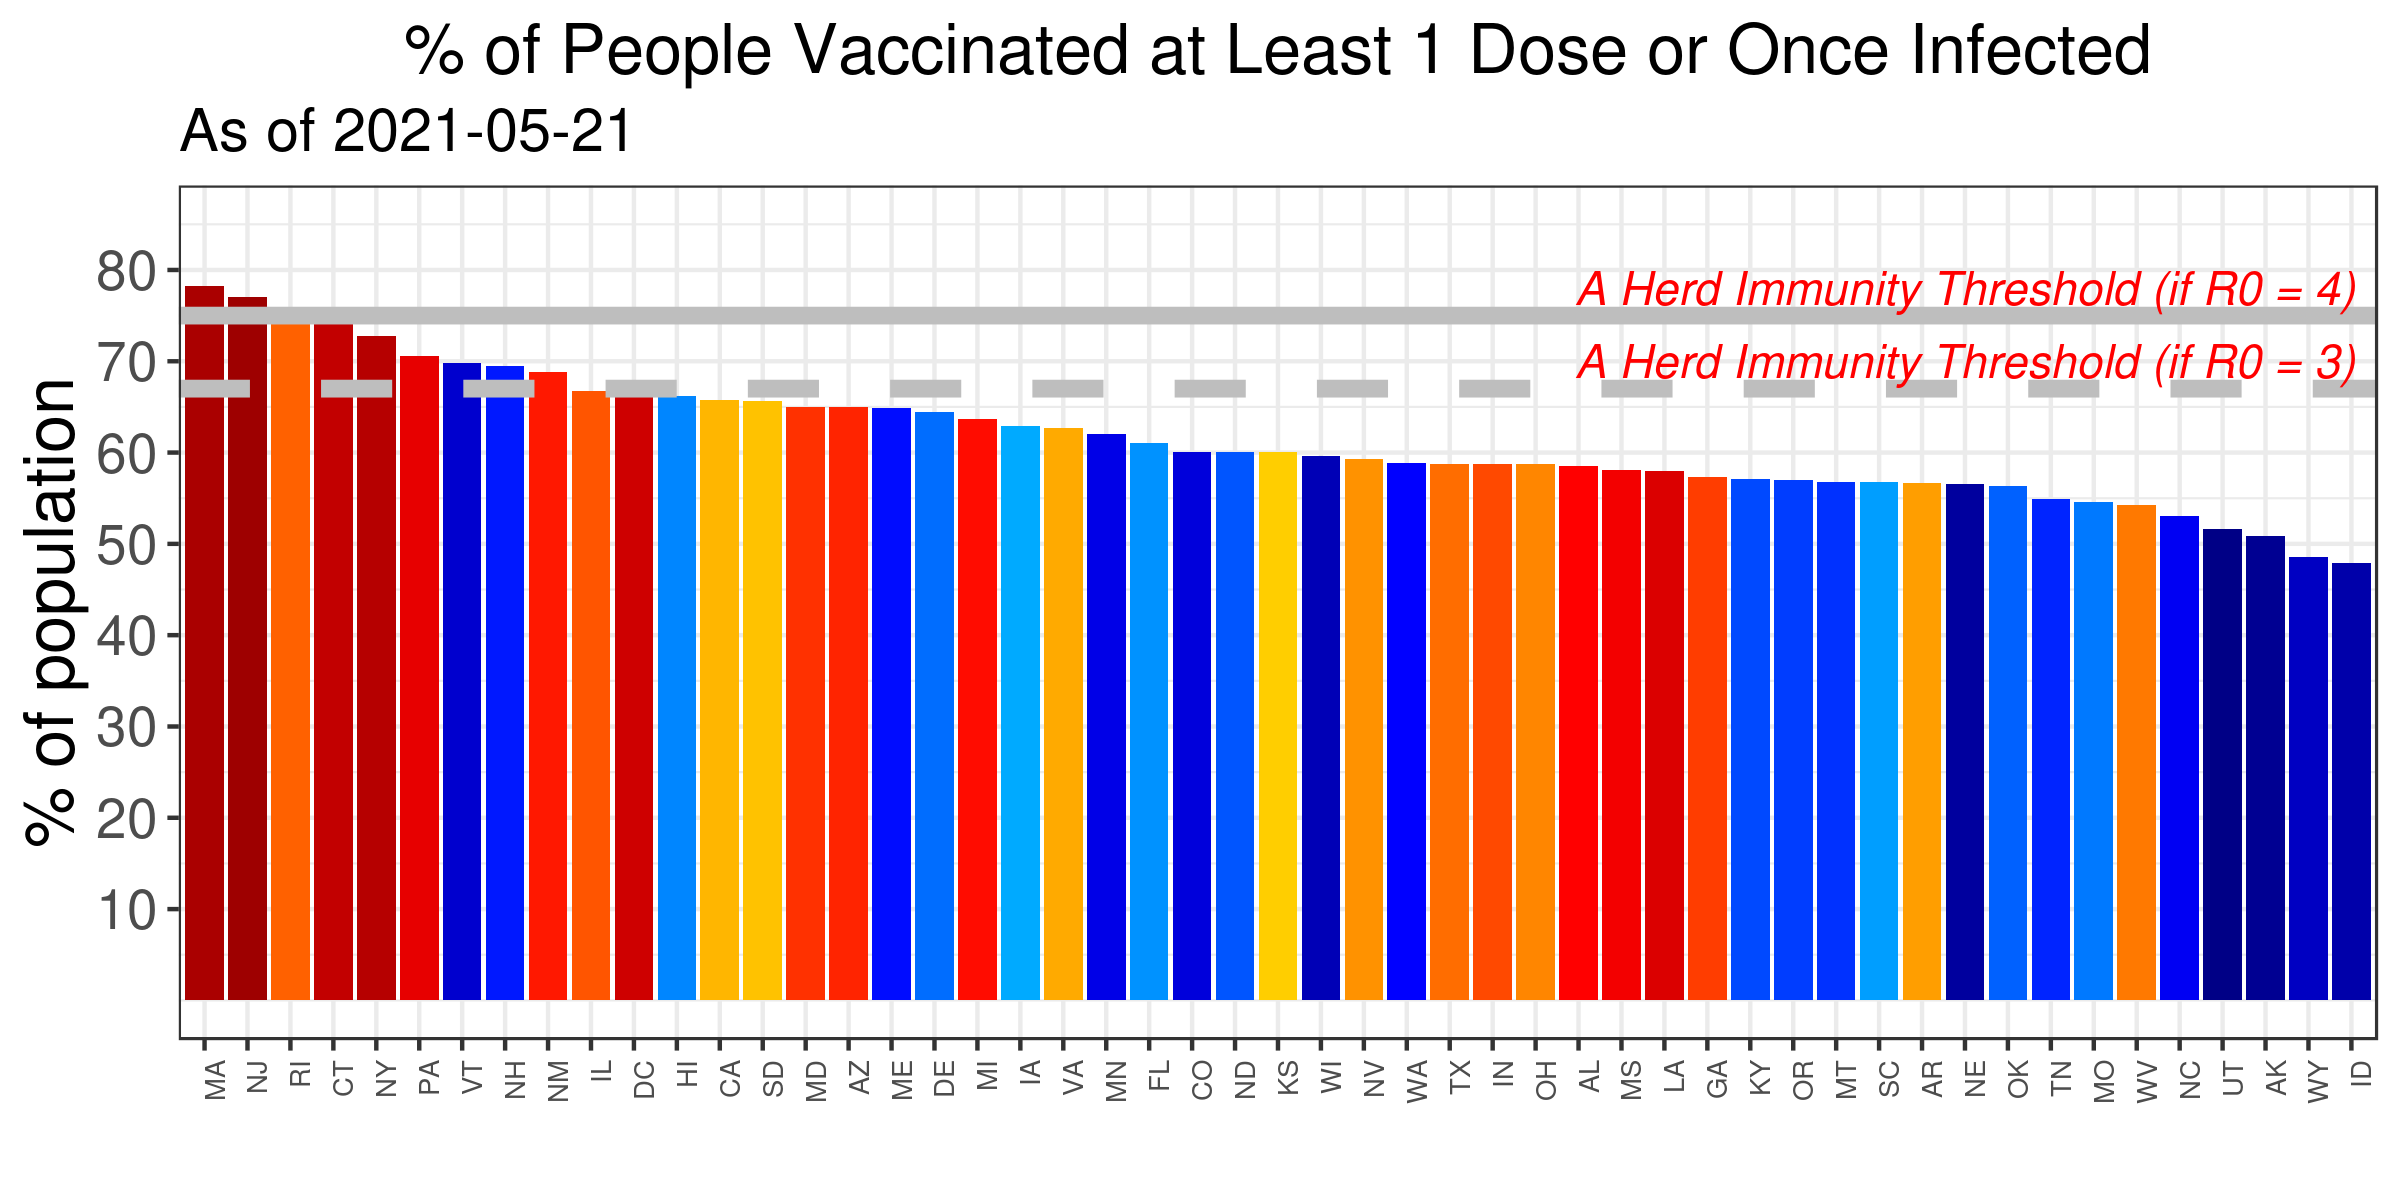 % of People Vaccinated at Least 1 Dose or Once Infected
As of 2021-05-21
% of population
80
70
60
50
40
30
20
10
A Herd Immunity Threshold (if R0 = 4)
A Herd Immunity Threshold (if R0 = 3)
MA NJ RI CT NY PA VT NH NM IL DC HI CA SD MD AZ ME DE MI IA VA MN FL CO ND KS WI NV WA TX IN OH AL MS LA GA KY OR MT SC AR NE OK TN MO WV NC UT AK WY ID